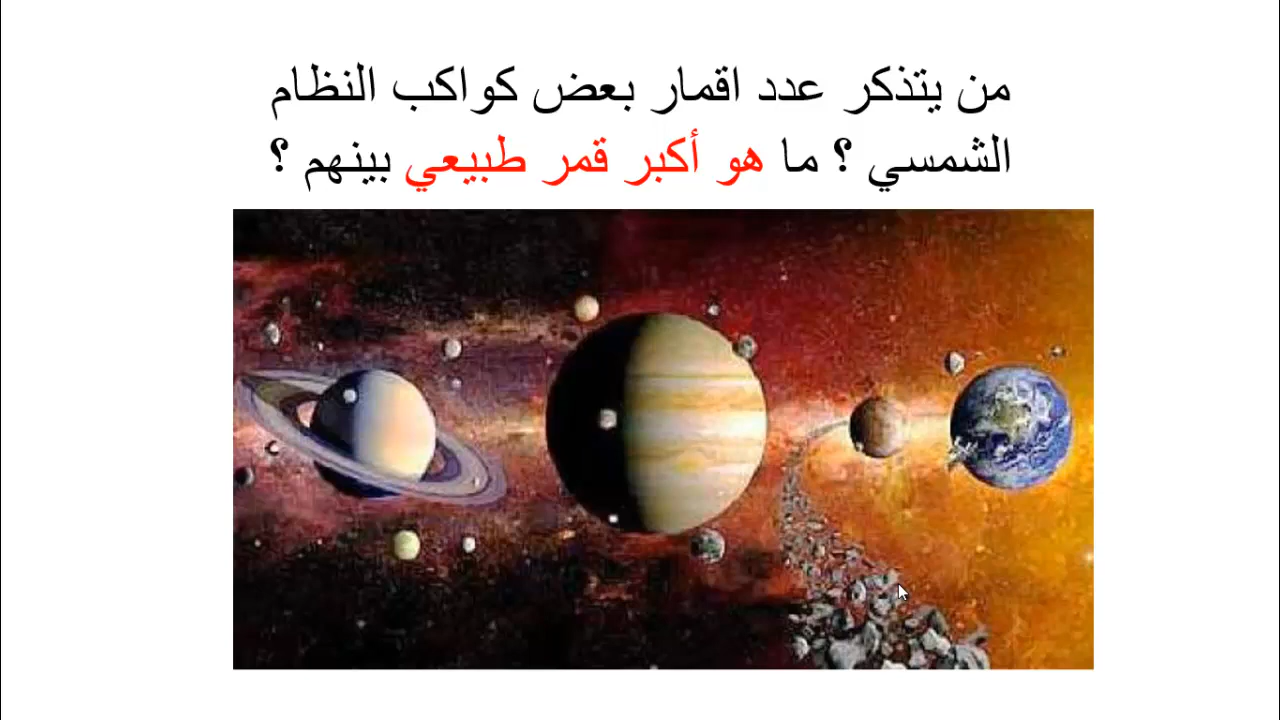 من يتذكر عدد اقمار بعض كواكب النظام
الشمسي ؟ ما هو أكبر قمر طبيعي بينهم ؟